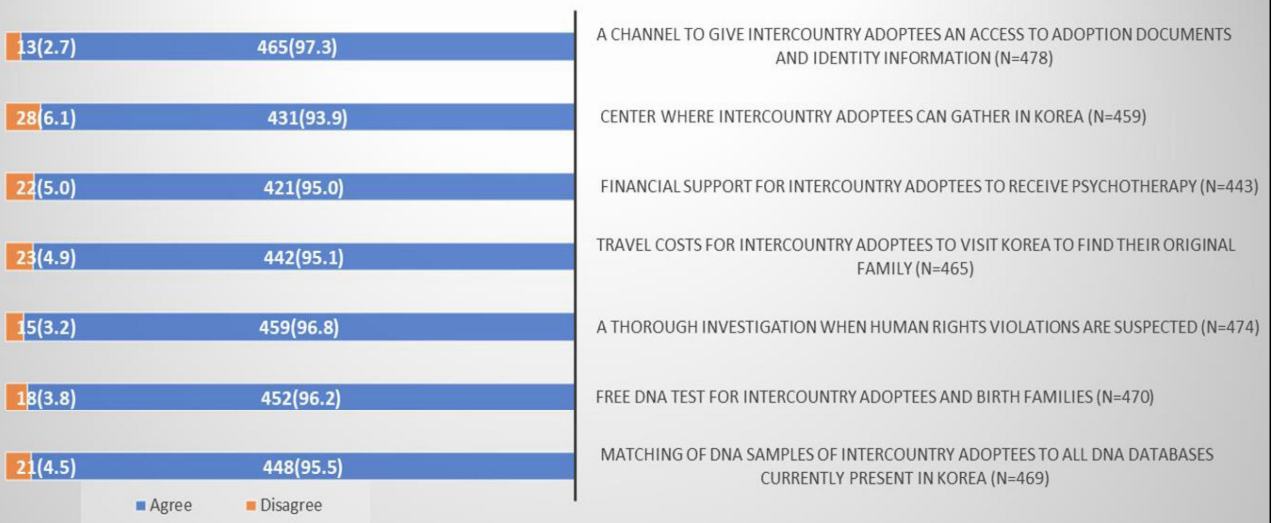 13(2.7) 465(97.3) A CHANNEL TO GIVE INTERCOUNTRY ADOPTEES AN ACCESS TO ADOPTION DOCUMENTS
AND IDENTITY INFORMATION (N=478)
28(6.1) 431(93.9) CENTER WHERE INTERCOUNTRY ADOPTEES CAN GATHER IN KOREA (N=459)
22(5.0) 421(95.0) FINANCIAL SUPPORT FOR INTERCOUNTRY ADOPTEES TO RECEIVE PSYCHOTHERAPY (N=443)
23(4.9) 442(95.1) TRAVEL COSTS FOR INTERCOUNTRY ADOPTEES TO VISIT KOREA TO FIND THEIR ORIGINAL
FAMILY (N=465)
15(3.2) 459(96.8) A THOROUGH INVESTIGATION WHEN HUMAN RIGHTS VIOLATIONS ARE SUSPECTED (N=474)
18(3.8) 452(96.2) FREE DNA TEST FOR INTERCOUNTRY ADOPTEES AND BIRTH FAMILIES (N=470)
21(4.5) 448(95.5) MATCHING OF DNA SAMPLES OF INTERCOUNTRY ADOPTEES TO ALL DNA DATABASES
CURRENTLY PRESENT IN KOREA (N=469)
Agree Disagree